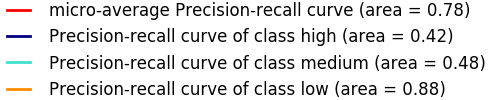 micro-average Precision-recall curve (area = 0.78)
Precision-recall curve of class high (area = 0.42)
Precision-recall curve of class medium (area = 0.48)
Precision-recall curve of class low (area = 0.88)